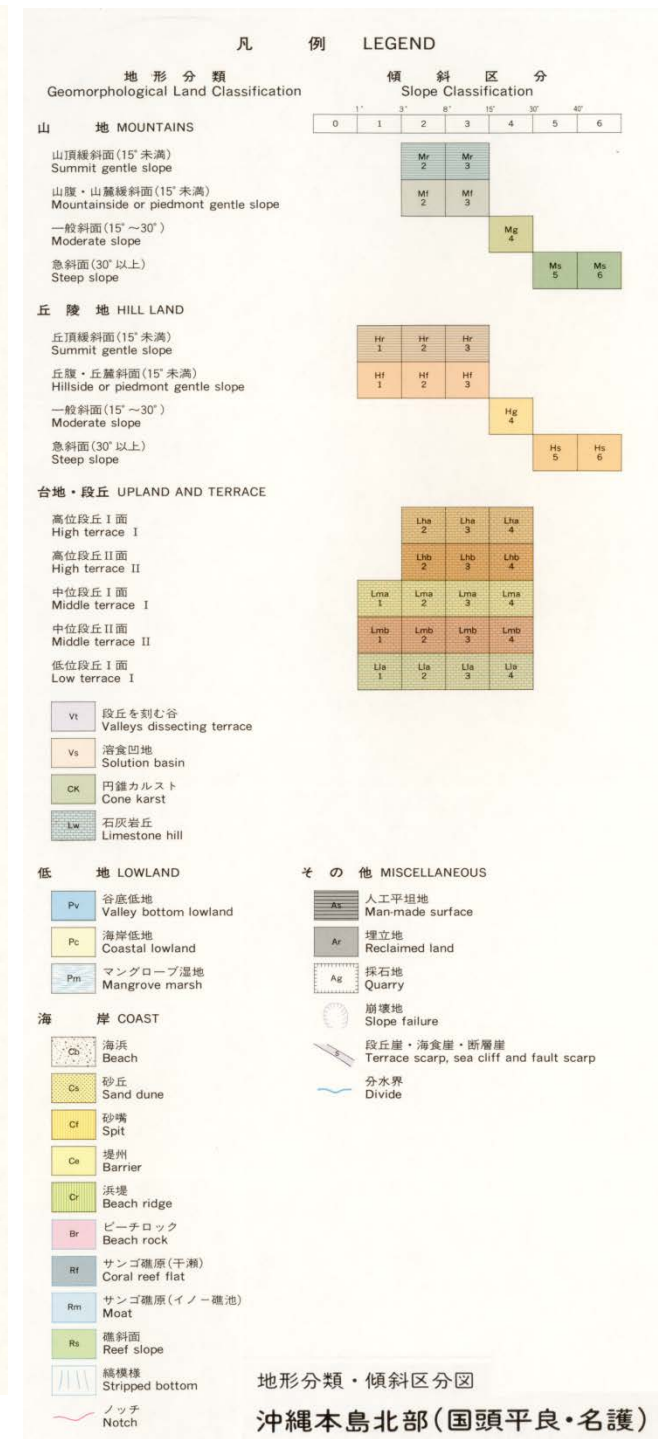 凡 例 LEGEND
地形分類 傾斜区分
Geomorphological Land Classification Slope Classification
1° 3° 8° 15° 30° 40°
山 地 MOUNTAINS 0 1 2 3 4 5 6
山頂緩斜面(15°未満) Mr Mr
Summit gentle slope 2 3
山腹・山麓緩斜面(15°未満) Mf Mf
Mountainside or piedmont gentle slope 2 3
一般斜面(15°～30°) Mg
Moderate slope 4
急斜面(30°以上) Ms Ms
Steep slope 5 6
丘 陵 地 HILL LAND
丘頂緩斜面(15°未満) Hr Hr Hr
Summit gentle slope 1 2 3
丘腹・丘麓緩斜面(15°未満) Hf Hf Hf
Hillside or piedmont gentle slope 1 2 3
一般斜面(15°～30°) Hg
Moderate slope 4
急斜面(30°以上) Hs Hs
Steep slope 5 6
台地・段丘 UPLAND AND TERRACE
高位段丘Ⅰ面 Lha Lha Lha
High terrace I 2 3 4
高位段丘Ⅱ面 Lhb Lhb Lhb
High terrace II 2 3 4
中位段丘Ⅰ面 Lma Lma Lma Lma
Middle terrace I 1 2 3 4
中位段丘Ⅱ面 Lmb Lmb Lmb Lmb
Middle terrace II 1 2 3 4
低位段丘Ⅰ面 Lla Lla Lla Lla
Low terrace I 1 2 3 4
Vt 段丘を刻む谷
Valleys dissecting terrace
Vs 溶食凹地
Solution basin
CK 円錐カルスト
Cone karst
Lw 石灰岩丘
Limestone hill
低 地 LOWLAND
Pv 谷底低地
Valley bottom lowland
Pc 海岸低地
Coastal lowland
Pm マングローブ湿地
Mangrove marsh
海 岸 COAST
Cb 海浜
Beach
Cs 砂丘
Sand dune
Cf 砂嘴
Spit
Ce 堤州
Barrier
Cr 浜堤
Beach ridge
Br ビーチロック
Beach rock
Rf サンゴ礁原(干瀬)
Coral reef flat
Rm サンゴ礁原(イノー礁池)
Moat
Rs 礁斜面
Reef slope
縞模様
Stripped bottom
ノッチ
Notch
そ の 他 MISCELLANEOUS
As 人工平坦地
Man-made surface
Ar 埋立地
Reclaimed land
Ag 採石地
Quarry
崩壊地
Slope failure
S 段丘崖・海食崖・断層崖
Terrace scarp, sea cliff and fault scarp
分水界
Divide
地形分類・傾斜区分図
沖縄本島北部(国頭平良・名護)